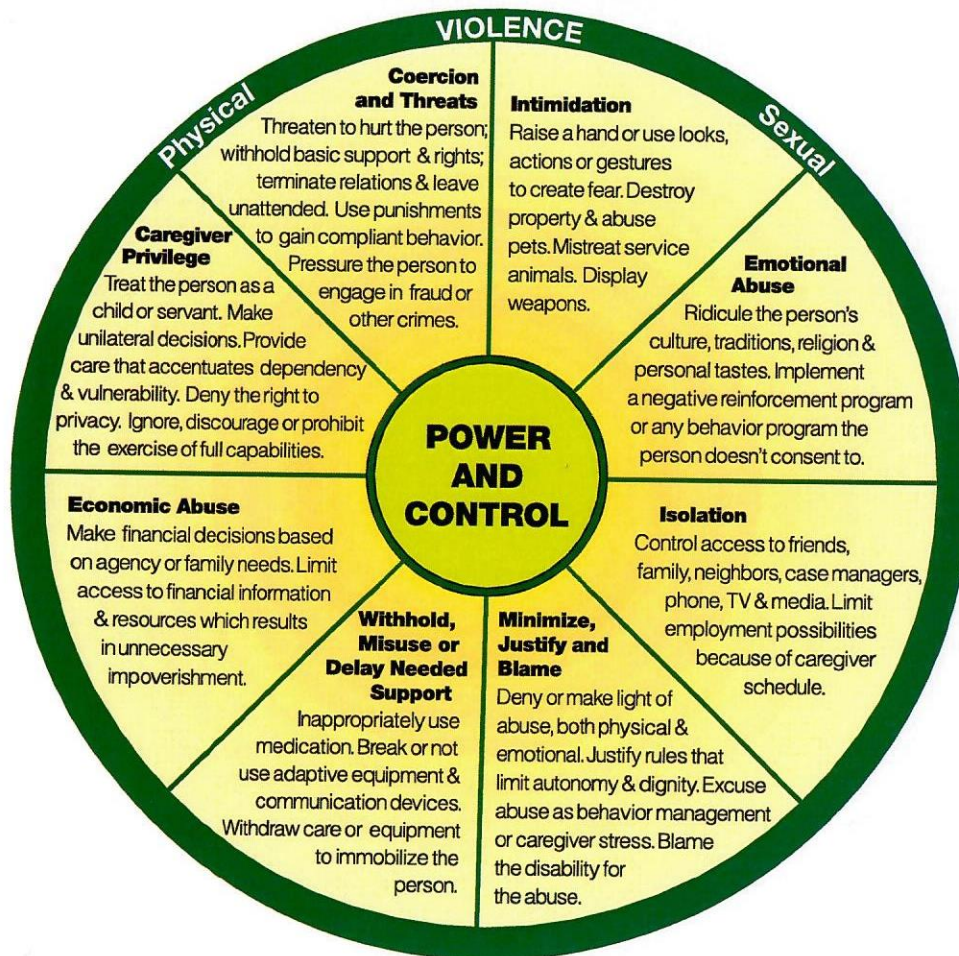 VIOLENCE
Physical
Sexual
Coercion
and Threats
Threaten to hurt the person;
withhold basic support & rights;
terminate relations & leave
unattended. Use punishments
to gain compliant behavior.
Pressure the person to
engage in fraud or
other crimes.
Intimidation
Raise a hand or use looks,
actions or gestures
to create fear. Destroy
property & abuse
pets. Mistreat service
animals. Display
weapons.
Caregiver
Privilege
Treat the person as a
child or servant. Make
unilateral decisions. Provide
care that accentuates dependency
& vulnerability. Deny the right to
privacy. Ignore, discourage or prohibit
the exercise of full capabilities.
Emotional
Abuse
Ridicule the person's
culture, traditions, religion &
personal tastes. Implement
a negative reinforcement program
or any behavior program the
person doesn't consent to.
POWER
AND
CONTROL
Economic Abuse
Make financial decisions based
on agency or family needs. Limit
access to financial information
& resources which results
in unnecessary
impoverishment.
Isolation
Control access to friends,
family, neighbors, case managers,
phone, TV & media. Limit
employment possibilities
because of caregiver
schedule.
Withhold,
Misuse or
Delay Needed
Support
Inappropriately use
medication. Break or not
use adaptive equipment &
communication devices.
Withdraw care or equipment
to immobilize the
person.
Minimize,
Justify and
Blame
Deny or make light of
abuse, both physical &
emotional. Justify rules that
limit autonomy & dignity. Excuse
abuse as behavior management
or caregiver stress. Blame
the disability for
the abuse.